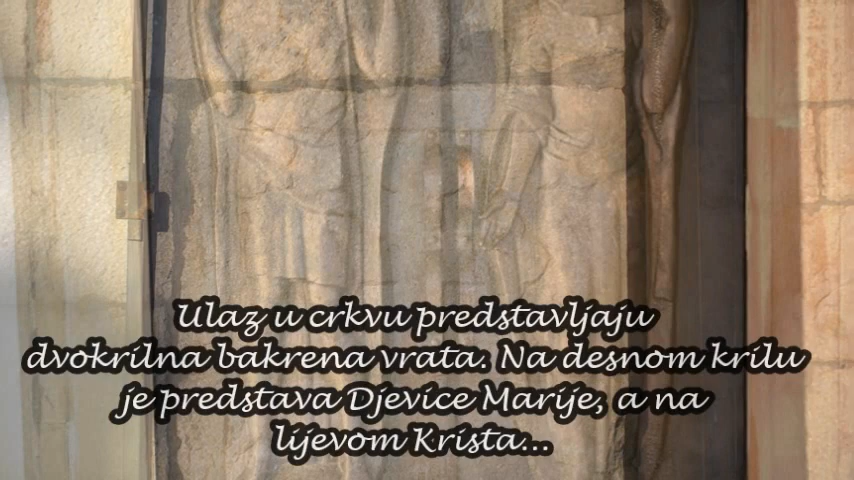 Ulaz u crkvu predstavljaju
dvokrilna bakrena vrata. Na desnom krilu
je predstava Djevice Marije, a na
lijevom Krista...